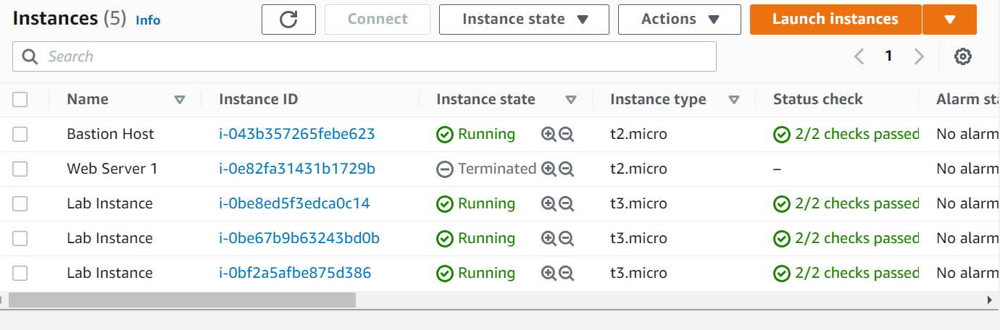 Instances (5) Info Connect Instance state Actions Launch instances
Search 1
Name Instance ID Instance state Instance type Status check Alarm sta
Bastion Host i-043b357265febe623 Running t2.micro 2/2 checks passed No alarm
Web Server 1 i-0e82fa31431b1729b Terminated t2.micro – No alarm
Lab Instance i-0be8ed5f3edca0c14 Running t3.micro 2/2 checks passed No alarm
Lab Instance i-0be67b9b63243bd0b Running t3.micro 2/2 checks passed No alarm
Lab Instance i-0bf2a5afbe875d386 Running t3.micro 2/2 checks passed No alarm